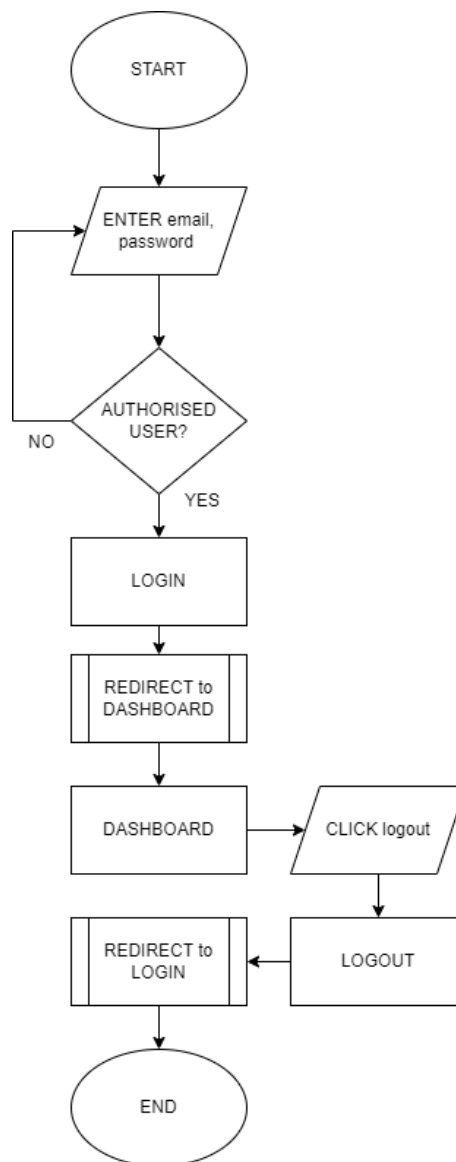 START
ENTER email,
password
AUTHORISED
USER?
NO
YES
LOGIN
REDIRECT to
DASHBOARD
DASHBOARD
CLICK logout
REDIRECT to
LOGIN
LOGOUT
END